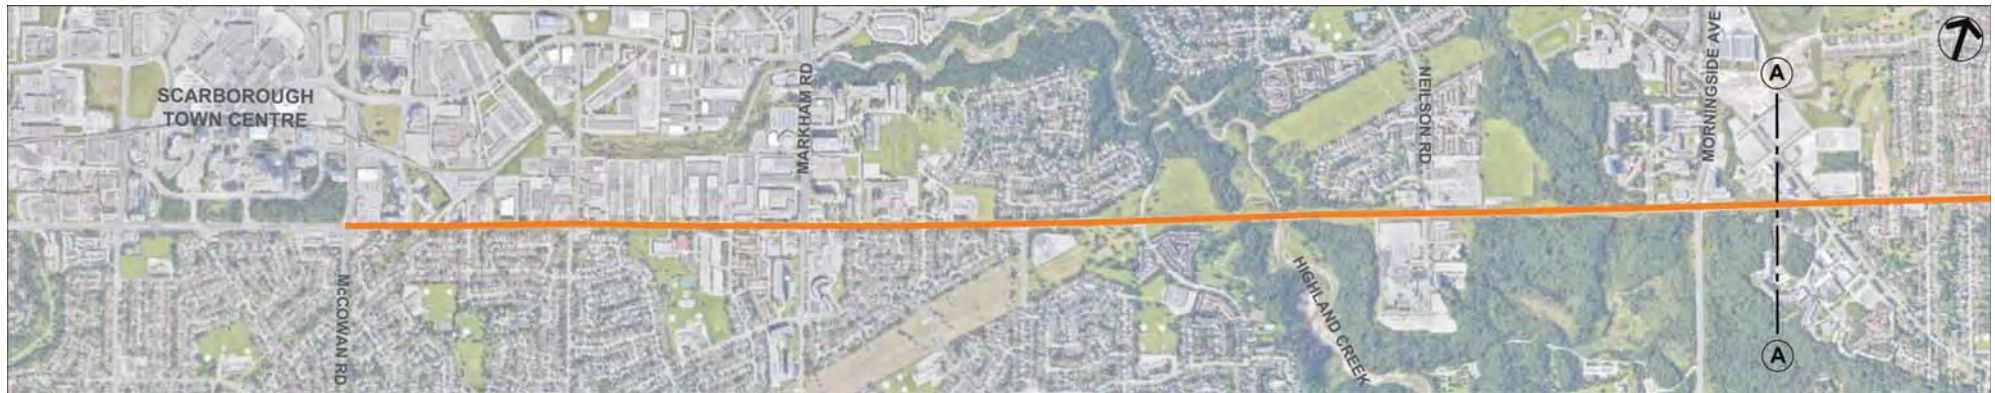 SCARBOROUGH
TOWN CENTRE
McCOWAN RD
MARKHAM RD
HIGHLAND CREEK
NEILSON RD
MORNINGSIDE AVE
A
A